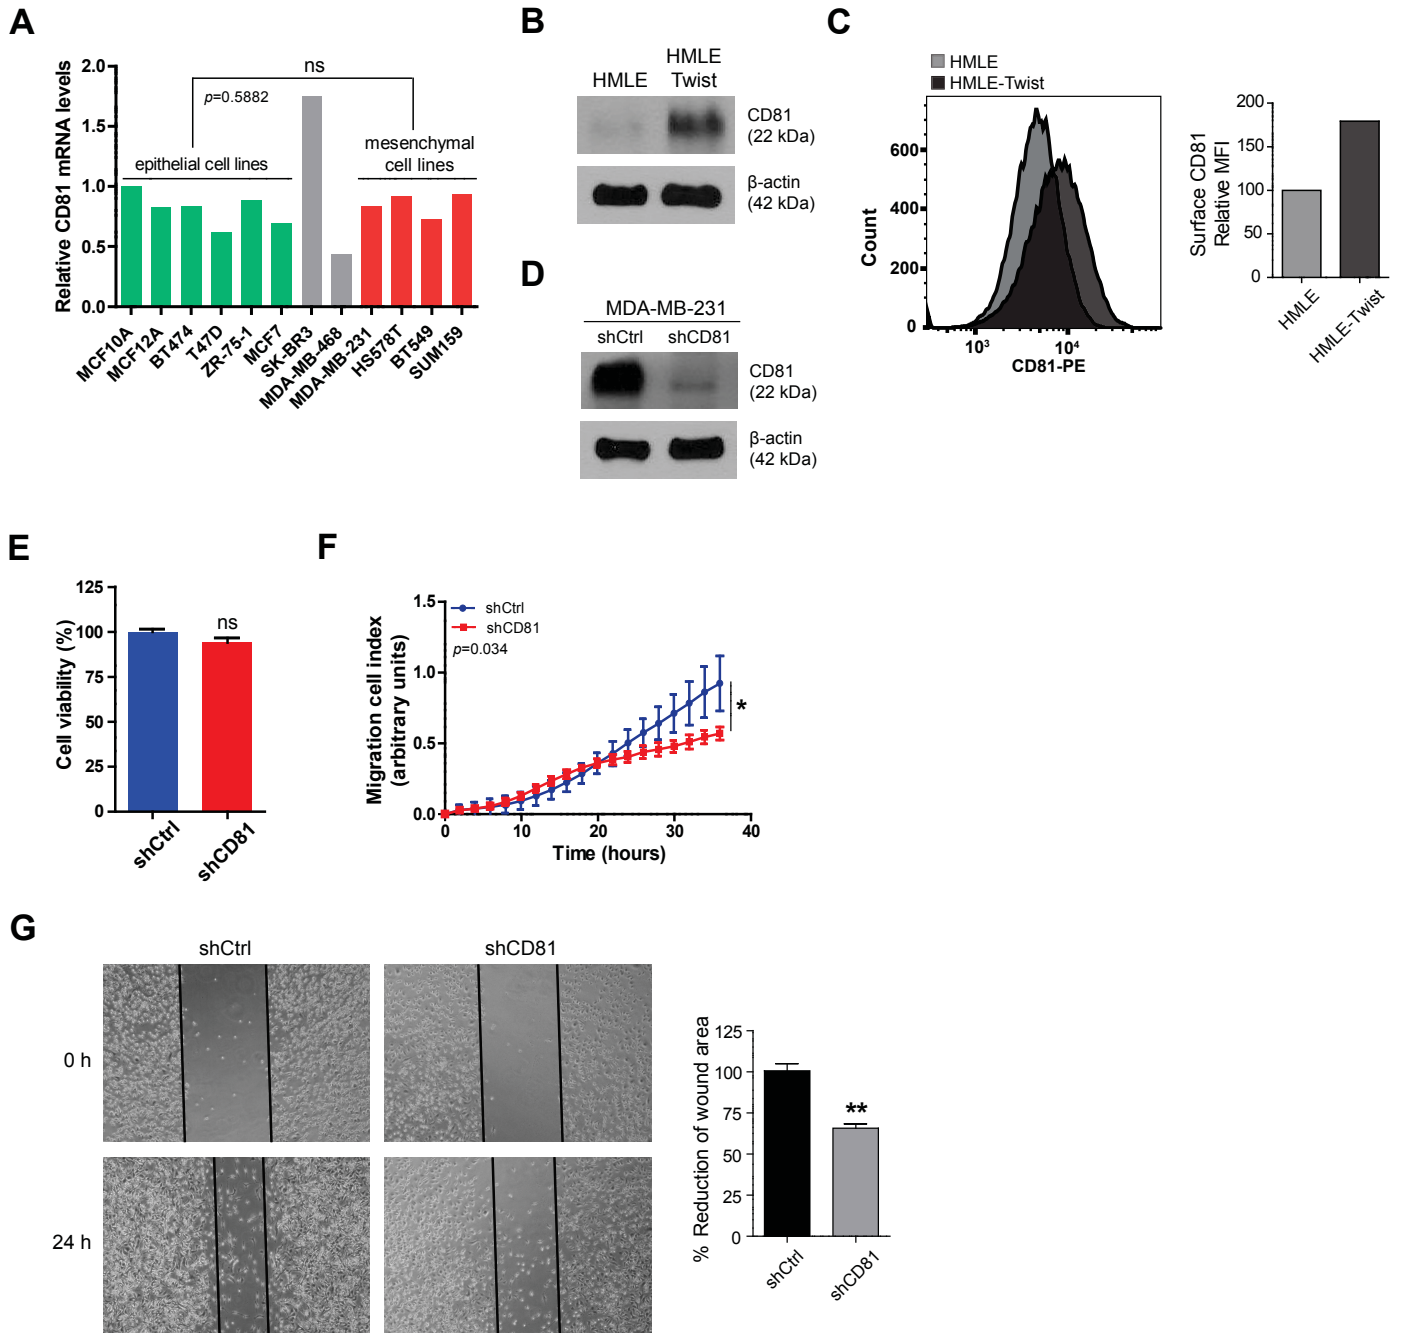 A
Relative CD81 mRNA levels
2.0
1.5
1.0
0.5
0.0
ns
p=0.5882
epithelial cell lines
mesenchymal
cell lines
MCF10A
MCF12A
BT474
T47D
ZR-75-1
MCF7
SK-BR3
MDA-MB-468
MDA-MB-231
HS578T
BT549
SUM159
B
HMLE
HMLE
Twist
CD81
(22 kDa)
β-actin
(42 kDa)
C
HMLE
HMLE-Twist
Count
600
400
200
0
10³
10⁴
CD81-PE
Surface CD81
Relative MFI
200
150
100
50
0
HMLE
HMLE-Twist
D
MDA-MB-231
shCtrl
shCD81
CD81
(22 kDa)
β-actin
(42 kDa)
E
Cell viability (%)
125
100
75
50
25
0
ns
shCtrl
shCD81
F
Migration cell index
(arbitrary units)
1.5
1.0
0.5
0.0
shCtrl
shCD81
p=0.034
*
0
10
20
30
40
Time (hours)
G
shCtrl
shCD81
0 h
24 h
% Reduction of wound area
125
100
75
50
25
0
**
shCtrl
shCD81